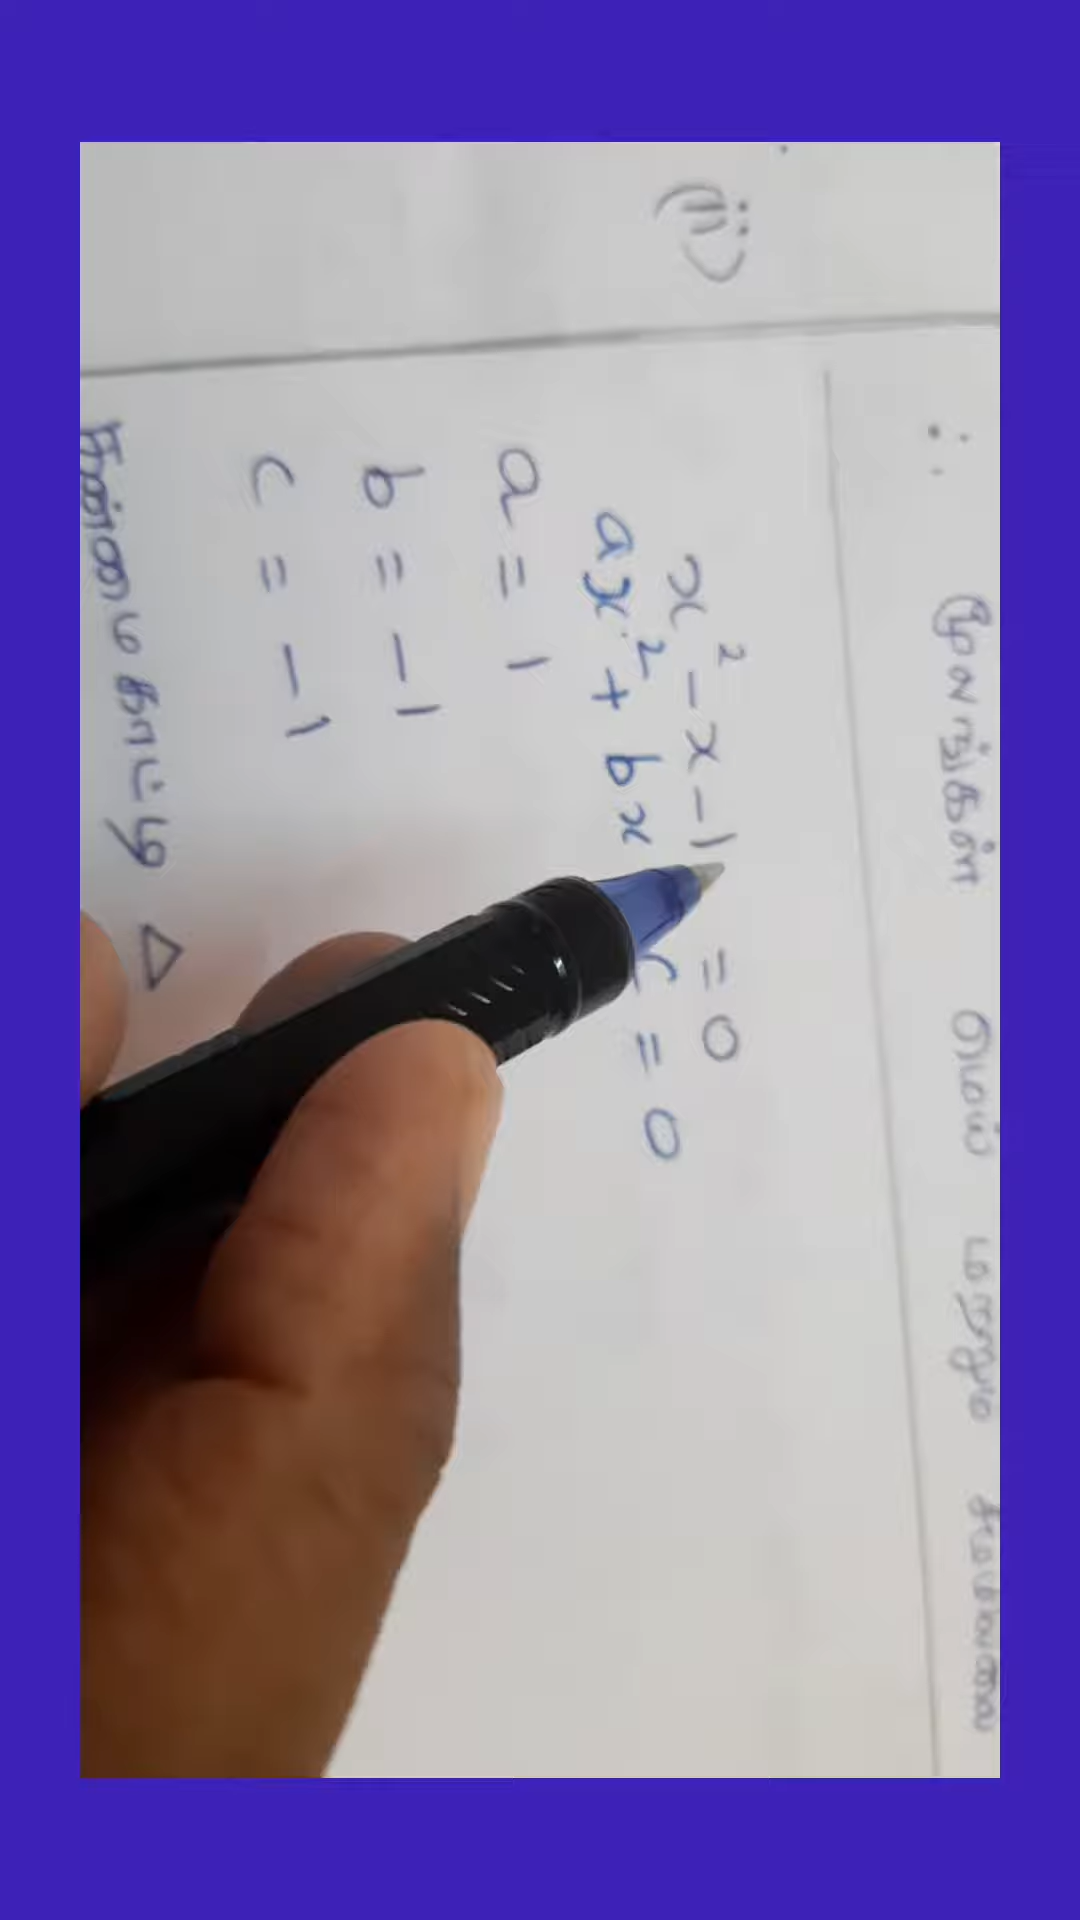 ∴ மூலங்கள் மெய் மற்றும் சமமானவை
(ii)
x² - x - 1 = 0
ax² + bx c = 0
a = 1
b = -1
c = -1
தன்மைகாட்டி Δ